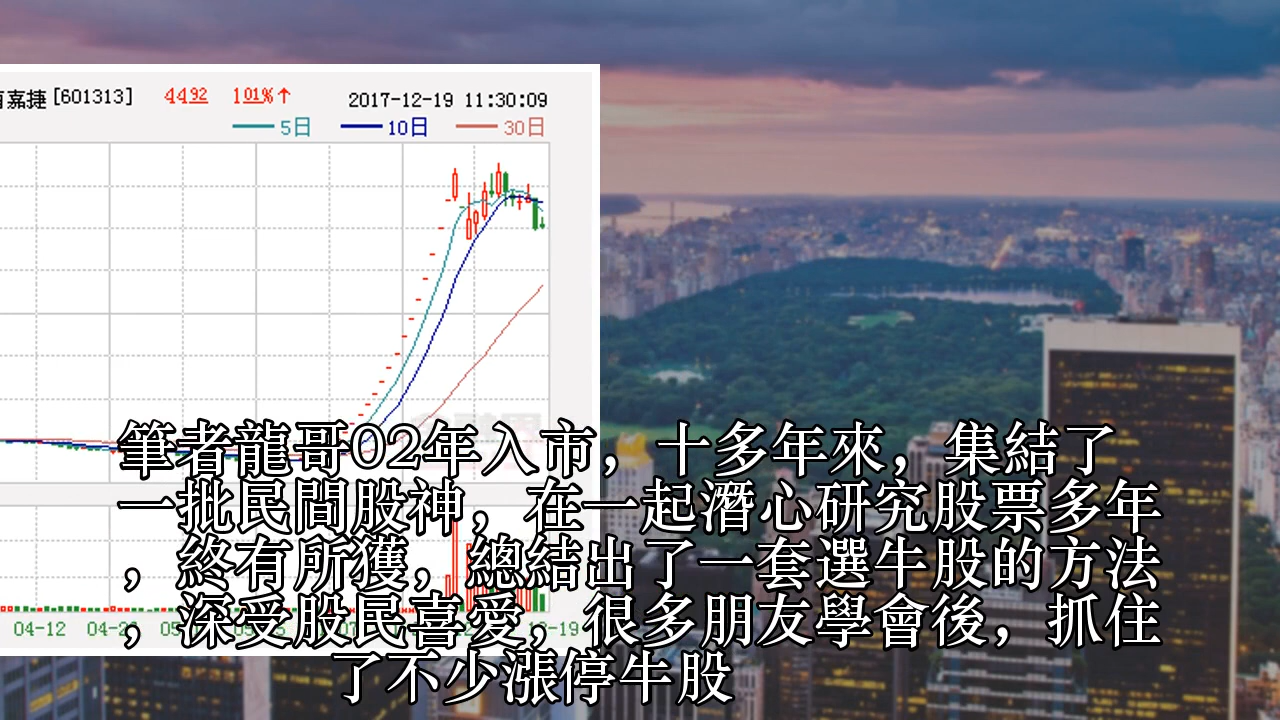 嘉捷 [601313] 44.92 1.01%↑ 2017-12-19 11:30:09
5日 10日 30日
筆者龍哥02年入市，十多年來，集結了
一批民間股神，在一起潛心研究股票多年
，終有所獲，總結出了一套選牛股的方法
，深受股民喜愛，很多朋友學會後，抓住
了不少漲停牛股
04-12